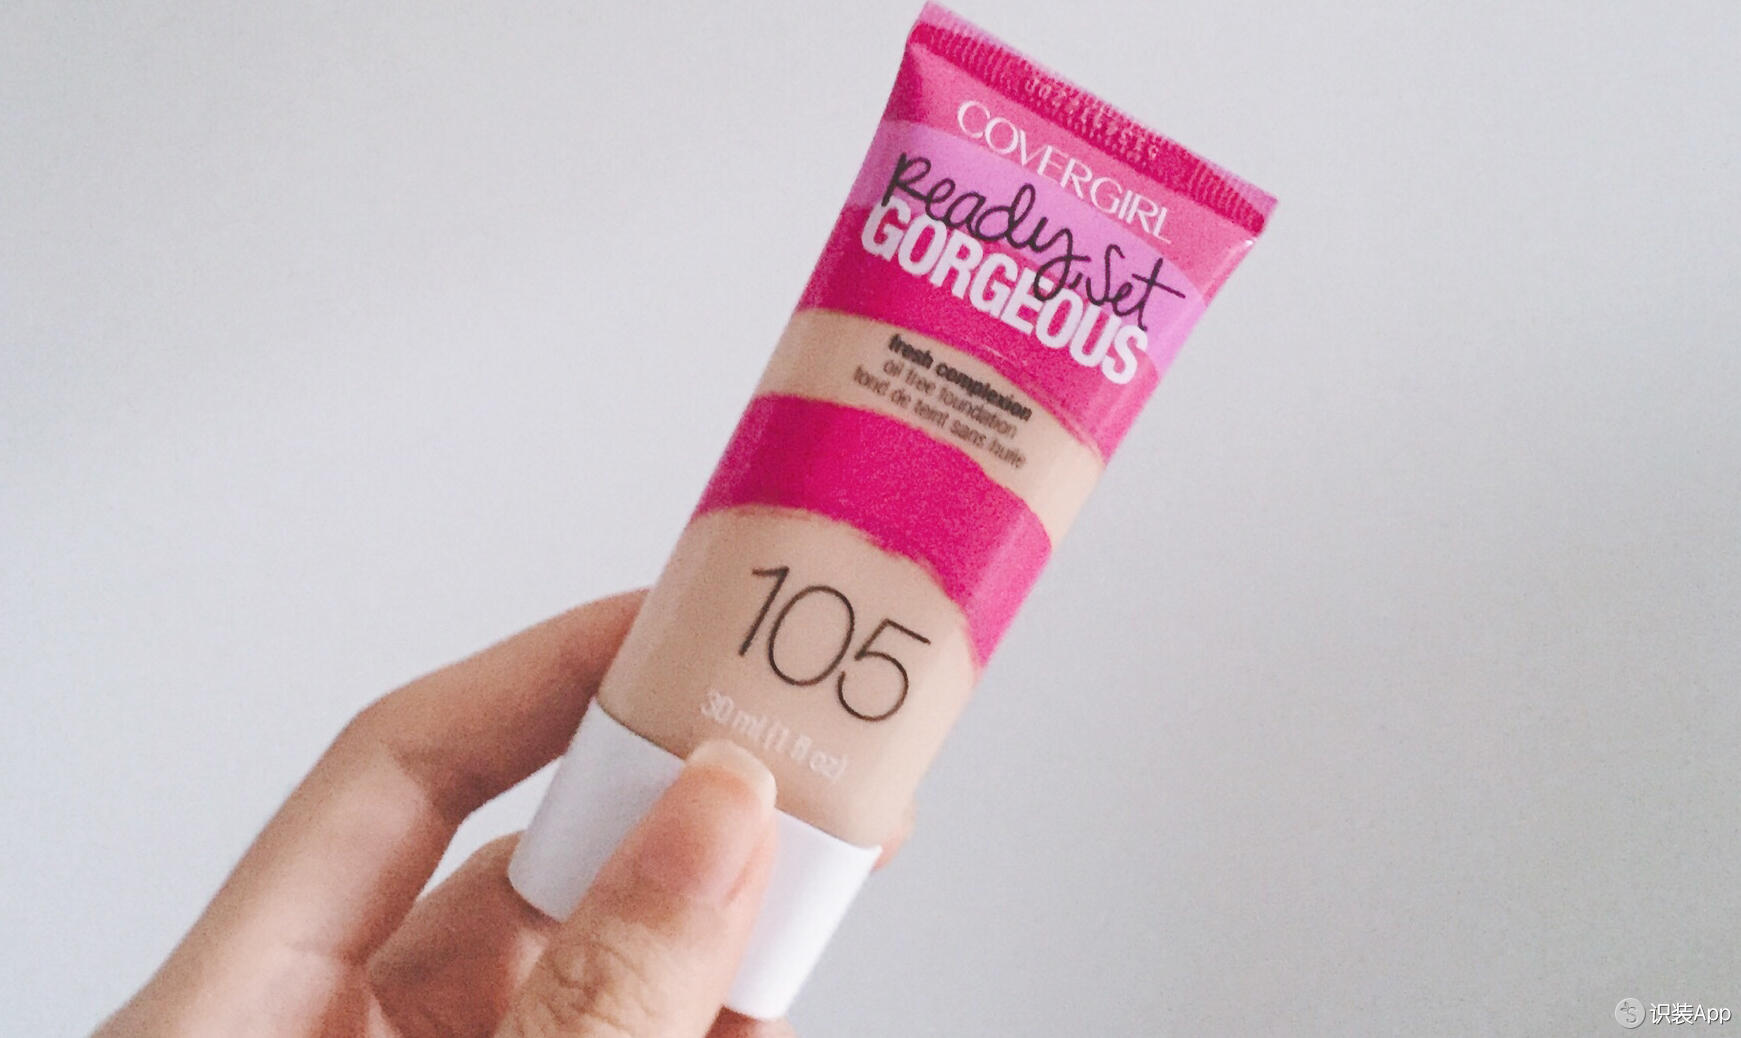 COVERGIRL
Ready, Set
GORGEOUS
fresh complexion
oil free foundation
fond de teint sans huile
105
30 ml (1 fl oz)
识装App